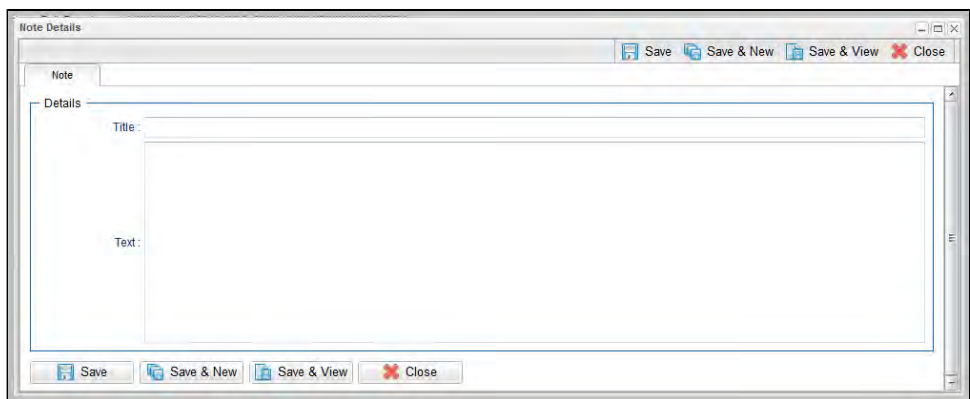 Note Details
Save Save & New Save & View Close
Note
Details
Title :
Text :
Save Save & New Save & View Close